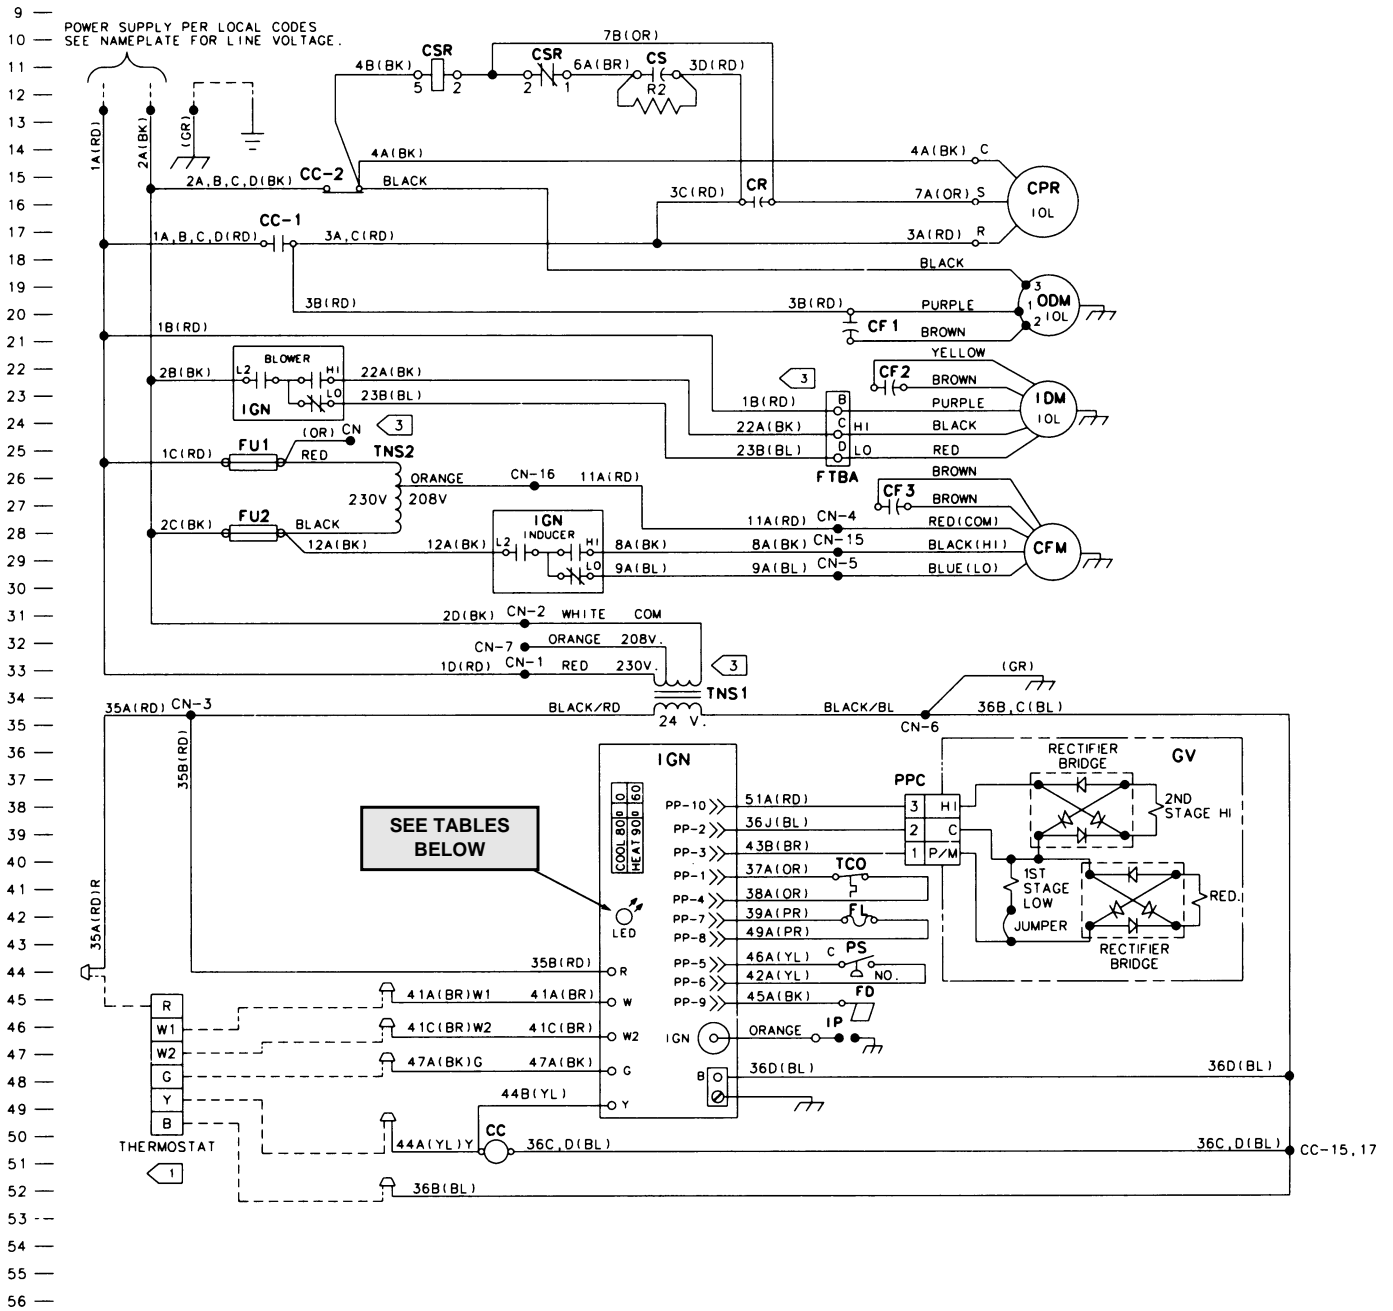 9
POWER SUPPLY PER LOCAL CODES
SEE NAMEPLATE FOR LINE VOLTAGE.
10
7B(OR)
CSR
CSR
CS
11
4B(BK)
6A(BR)
3D(RD)
5
2
2
1
R2
12
13
1A(RD)
2A(BK)
(GR)
14
4A(BK)
4A(BK)
C
15
2A,B,C,D(BK)
CC-2
BLACK
3C(RD)
CR
7A(OR)
S
CPR
IOL
16
CC-1
17
1A,B,C,D(RD)
3A,C(RD)
3A(RD)
R
18
BLACK
19
3
20
3B(RD)
3B(RD)
PURPLE
1
ODM
IOL
2
CF1
21
1B(RD)
BROWN
YELLOW
22
BLOWER
2B(BK)
L2
HI
22A(BK)
3
CF2
BROWN
23
LO
23B(BL)
IGN
1B(RD)
B
PURPLE
IDM
IOL
24
(OR)
CN
3
22A(BK)
C
HI
BLACK
25
1C(RD)
FU1
RED
TNS2
23B(BL)
D
LO
RED
26
ORANGE
CN-16
11A(RD)
FTBA
BROWN
27
230V
208V
CF3
BROWN
28
2C(BK)
FU2
BLACK
IGN
INDUCER
11A(RD)
CN-4
RED(COM)
12A(BK)
12A(BK)
L2
HI
8A(BK)
8A(BK)
CN-15
BLACK(HI)
CFM
29
LO
9A(BL)
9A(BL)
CN-5
BLUE(LO)
30
31
2D(BK)
CN-2
WHITE
COM
32
CN-7
ORANGE
208V.
33
1D(RD)
CN-1
RED
230V.
3
(GR)
34
TNS1
35A(RD)
CN-3
BLACK/RD
24 V.
BLACK/BL
CN-6
36B,C(BL)
35
36
35B(RD)
IGN
RECTIFIER
BRIDGE
GV
37
PPC
38
COOL 80 0
HEAT 90 60
PP-10
51A(RD)
3
HI
2ND
STAGE HI
39
SEE TABLES
BELOW
PP-2
36J(BL)
2
C
40
PP-3
43B(BR)
1
P/M
41
PP-1
37A(OR)
TCO
1ST
STAGE
LOW
PP-4
38A(OR)
RED.
42
PP-7
39A(PR)
FL
LED
JUMPER
43
PP-8
49A(PR)
RECTIFIER
BRIDGE
35A(RD)R
44
35B(RD)
R
PP-5
46A(YL)
C
PS
NO.
PP-6
42A(YL)
45
R
41A(BR)W1
41A(BR)
W
PP-9
45A(BK)
FD
46
W1
41C(BR)W2
41C(BR)
W2
IGN
ORANGE
IP
47
W2
47A(BK)G
47A(BK)
G
48
G
B
36D(BL)
36D(BL)
49
Y
44B(YL)
Y
50
B
THERMOSTAT
44A(YL)Y
CC
36C,D(BL)
36C,D(BL)
CC-15,17
51
1
52
36B(BL)
53
54
55
56